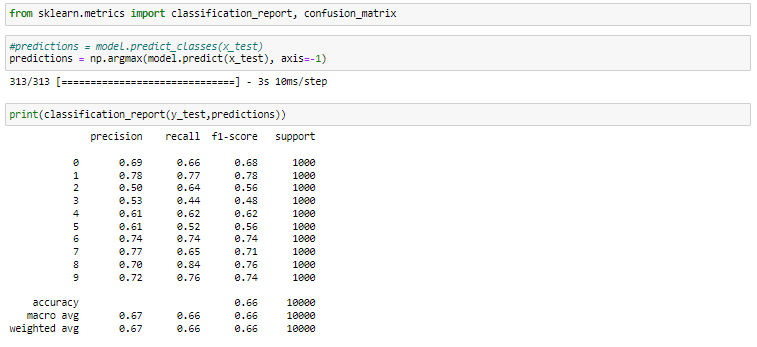 from sklearn.metrics import classification_report, confusion_matrix
#predictions = model.predict_classes(x_test)
predictions = np.argmax(model.predict(x_test), axis=-1)
313/313 [==============================] - 3s 10ms/step
print(classification_report(y_test,predictions))
precision recall f1-score support
0 0.69 0.66 0.68 1000
1 0.78 0.77 0.78 1000
2 0.50 0.64 0.56 1000
3 0.53 0.44 0.48 1000
4 0.61 0.62 0.62 1000
5 0.61 0.52 0.56 1000
6 0.74 0.74 0.74 1000
7 0.77 0.65 0.71 1000
8 0.70 0.84 0.76 1000
9 0.72 0.76 0.74 1000
accuracy 0.66 10000
macro avg 0.67 0.66 0.66 10000
weighted avg 0.67 0.66 0.66 10000